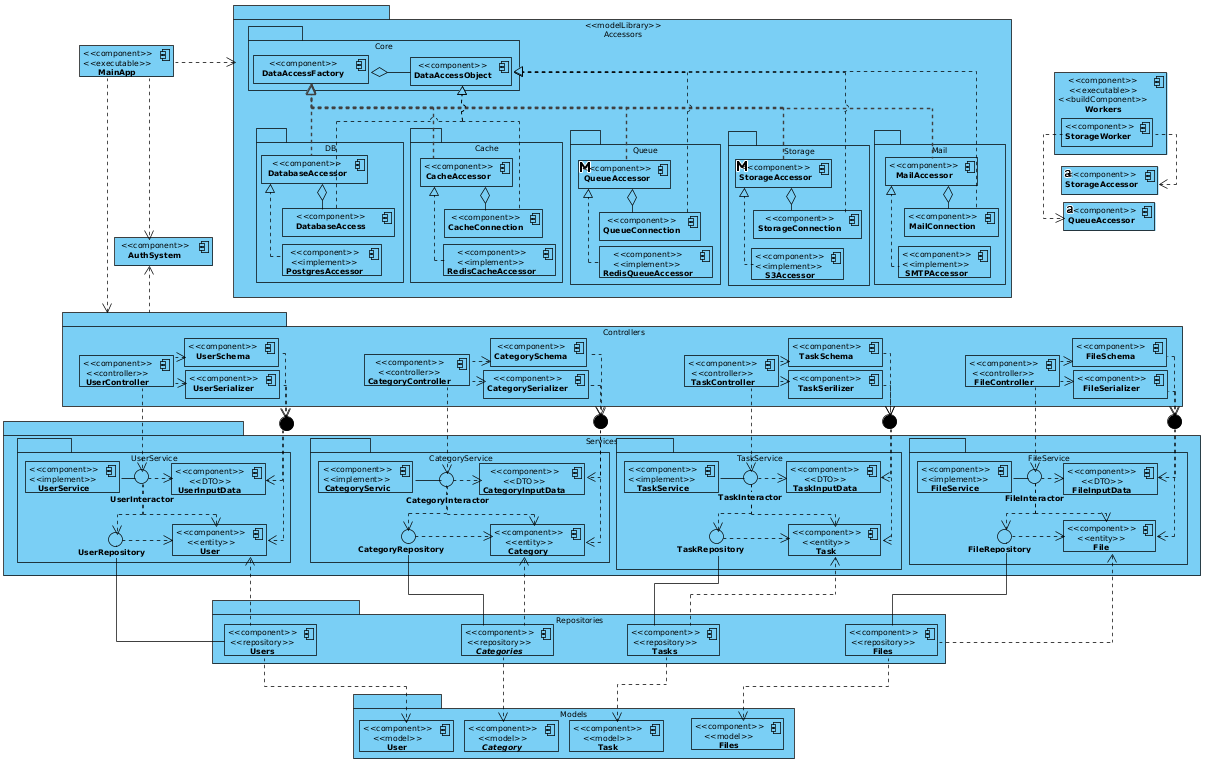 <<modelLibrary>>
Accessors
Core
<<component>>
DataAccessFactory
<<component>>
DataAccessObject
<<component>>
<<executable>>
MainApp
<<component>>
<<executable>>
<<buildComponent>>
Workers
<<component>>
StorageWorker
a
<<component>>
StorageAccessor
a
<<component>>
QueueAccessor
DB
<<component>>
DatabaseAccessor
<<component>>
DatabaseAccess
<<component>>
<<implement>>
PostgresAccessor
Cache
<<component>>
CacheAccessor
<<component>>
CacheConnection
<<component>>
<<implement>>
RedisCacheAccessor
Queue
M
<<component>>
QueueAccessor
<<component>>
QueueConnection
<<component>>
<<implement>>
RedisQueueAccessor
Storage
M
<<component>>
StorageAccessor
<<component>>
StorageConnection
<<component>>
<<implement>>
S3Accessor
Mail
<<component>>
MailAccessor
<<component>>
MailConnection
<<component>>
<<implement>>
SMTPAccessor
<<component>>
AuthSystem
Controllers
<<component>>
<<controller>>
UserController
<<component>>
UserSchema
<<component>>
UserSerializer
<<component>>
<<controller>>
CategoryController
<<component>>
CategorySchema
<<component>>
CategorySerializer
<<component>>
<<controller>>
TaskController
<<component>>
TaskSchema
<<component>>
TaskSerilizer
<<component>>
<<controller>>
FileController
<<component>>
FileSchema
<<component>>
FileSerializer
Services
UserService
<<component>>
<<implement>>
UserService
UserInteractor
<<component>>
<<DTO>>
UserInputData
UserRepository
<<component>>
<<entity>>
User
CategoryService
<<component>>
<<implement>>
CategoryServic
CategoryInteractor
<<component>>
<<DTO>>
CategoryInputData
CategoryRepository
<<component>>
<<entity>>
Category
TaskService
<<component>>
<<implement>>
TaskService
TaskInteractor
<<component>>
<<DTO>>
TaskInputData
TaskRepository
<<component>>
<<entity>>
Task
FileService
<<component>>
<<implement>>
FileService
FileInteractor
<<component>>
<<DTO>>
FileInputData
FileRepository
<<component>>
<<entity>>
File
Repositories
<<component>>
<<repository>>
Users
<<component>>
<<repository>>
Categories
<<component>>
<<repository>>
Tasks
<<component>>
<<repository>>
Files
Models
<<component>>
<<model>>
User
<<component>>
<<model>>
Category
<<component>>
<<model>>
Task
<<component>>
<<model>>
Files